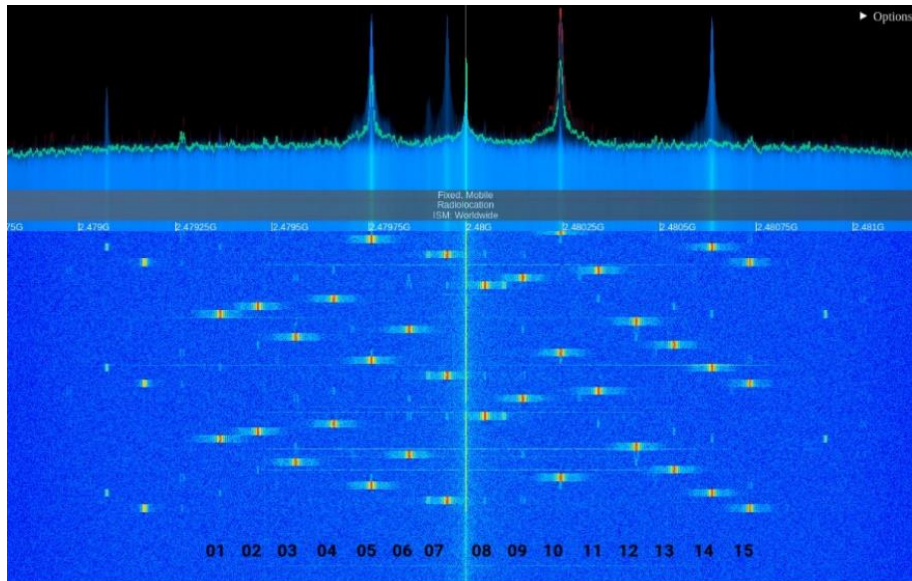 ► Options
Fixed, Mobile
Radiolocation
ISM: Worldwide
75G 2.479G 2.47925G 2.4795G 2.47975G 2.48G 2.48025G 2.4805G 2.48075G 2.481G
01 02 03 04 05 06 07 08 09 10 11 12 13 14 15